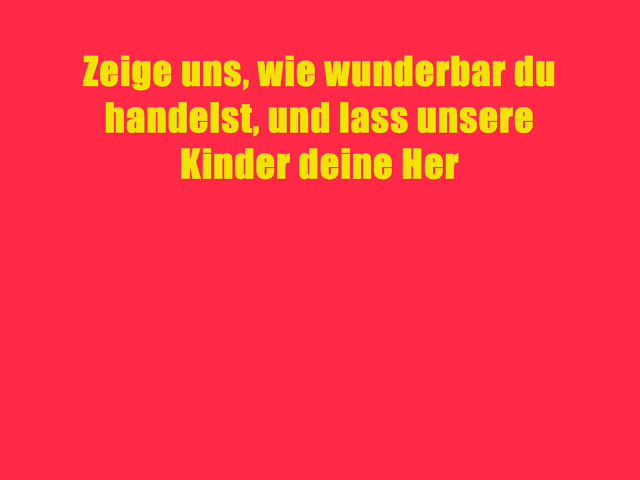 Zeige uns, wie wunderbar du
handelst, und lass unsere
Kinder deine Her